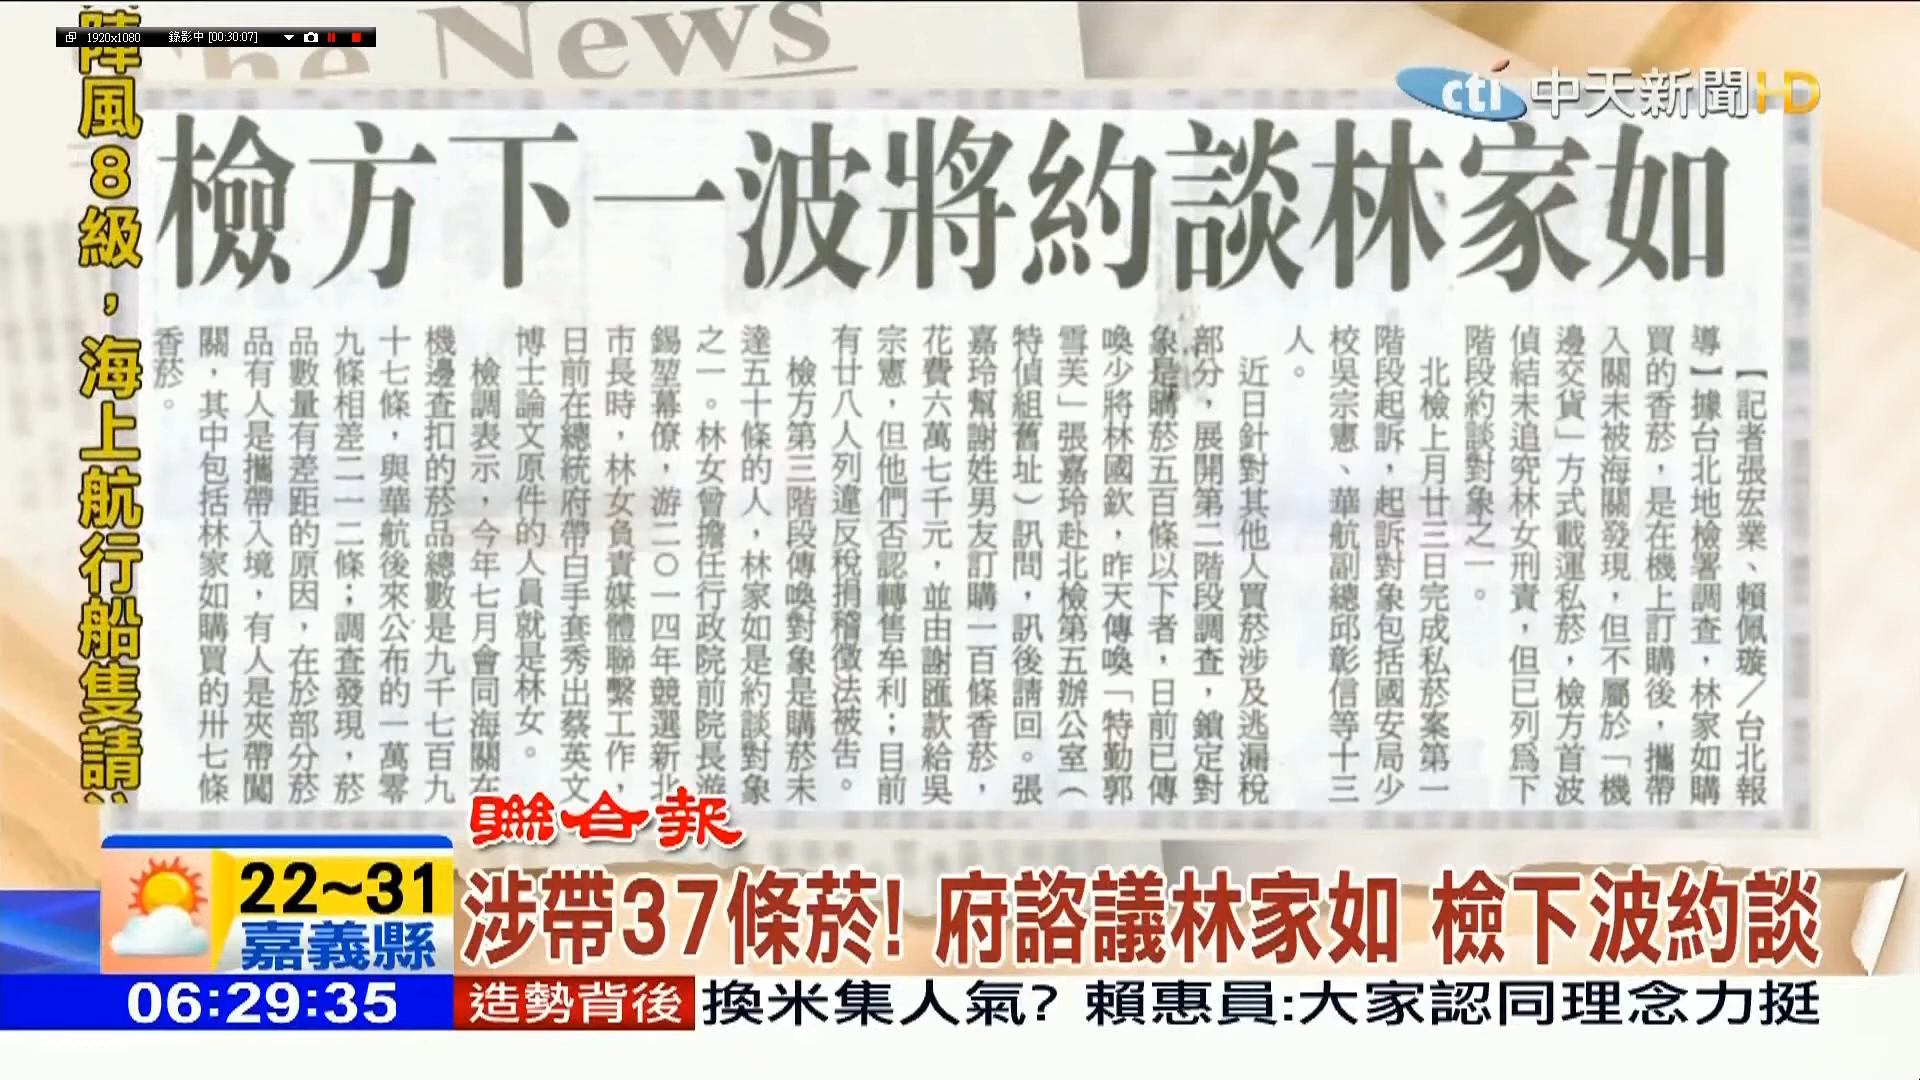 1920x1080 錄影中 [00:30:07]
The News
cti 中天新聞HD
陣風8級，海上航行船隻請
檢方下一波將約談林家如
【記者張宏業、賴佩璇／台北報
導】據台北地檢署調查，林家如購
買的香菸，是在機上訂購後，攜帶
入關未被海關發現，但不屬於「機
邊交貨」方式載運私菸，檢方首波
偵結未追究林女刑責，但已列為下
階段約談對象之一。
北檢上月廿三日完成私菸案第一
階段起訴，起訴對象包括國安局少
校吳宗憲、華航副總邱彰信等十三
人。
近日針對其他人買菸涉及逃漏稅
部分，展開第二階段調查，鎖定對
象是購菸五百條以下者，日前已傳
喚少將林國欽，昨天傳喚「特勤郭
雪芙」張嘉玲赴北檢第五辦公室（
特偵組舊址）訊問，訊後請回。張
嘉玲幫謝姓男友訂購一百條香菸，
花費六萬七千元，並由謝匯款給吳
宗憲，但他們否認轉售牟利；目前
有廿八人列違反稅捐稽徵法被告。
檢方第三階段傳喚對象是購菸未
達五十條的人，林家如是約談對象
之一。林女曾擔任行政院前院長游
錫堃幕僚，游二〇一四年競選新北
市長時，林女負責媒體聯繫工作，
日前在總統府帶白手套秀出蔡英文
博士論文原件的人員就是林女。
檢調表示，今年七月會同海關在
機邊查扣的菸品總數是九千七百九
十七條，與華航後來公布的一萬零
九條相差二一二條；調查發現，菸
品數量有差距的原因，在於部分菸
品有人是攜帶入境，有人是夾帶闖
關，其中包括林家如購買的卅七條
香菸。
聯合報
22~31
嘉義縣
涉帶37條菸! 府諮議林家如 檢下波約談
06:29:35
造勢背後 換米集人氣? 賴惠員:大家認同理念力挺